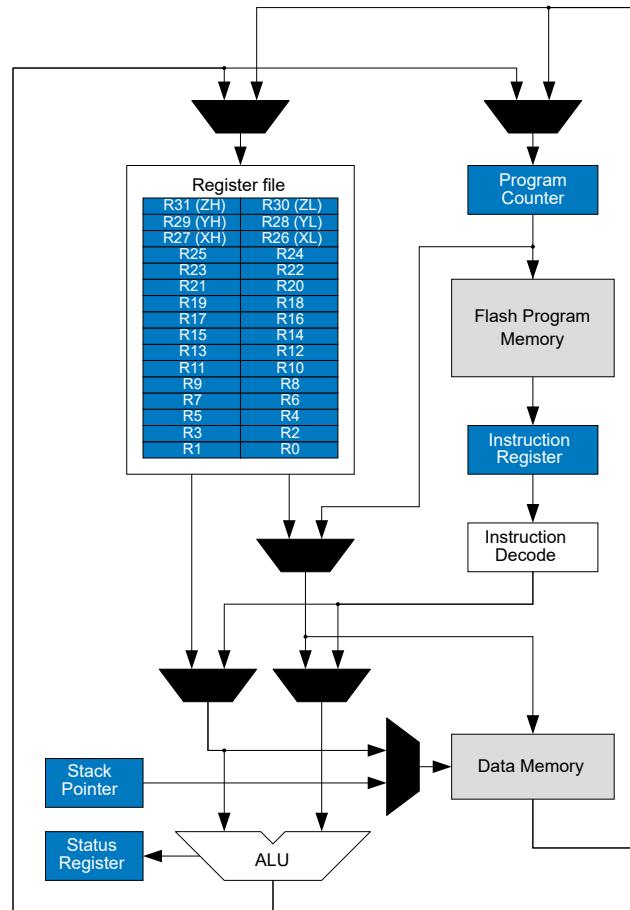 Register file
R31 (ZH) R30 (ZL)
R29 (YH) R28 (YL)
R27 (XH) R26 (XL)
R25 R24
R23 R22
R21 R20
R19 R18
R17 R16
R15 R14
R13 R12
R11 R10
R9 R8
R7 R6
R5 R4
R3 R2
R1 R0
Program
Counter
Flash Program
Memory
Instruction
Register
Instruction
Decode
Stack
Pointer
Data Memory
Status
Register
ALU